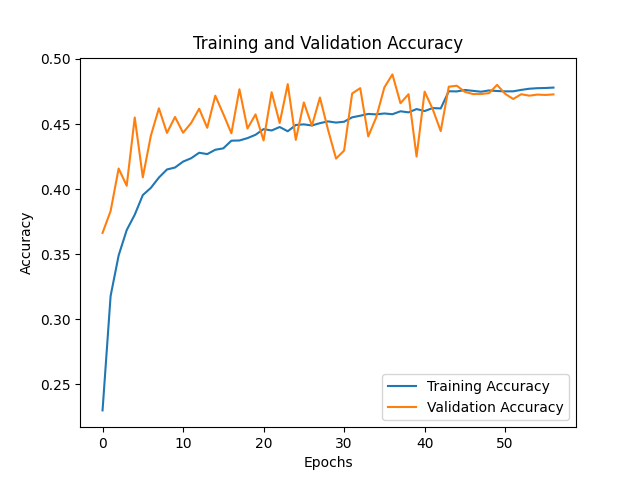 Training and Validation Accuracy
0.50
0.45
0.40
0.35
0.30
0.25
Accuracy
0
10
20
30
40
50
Epochs
Training Accuracy
Validation Accuracy